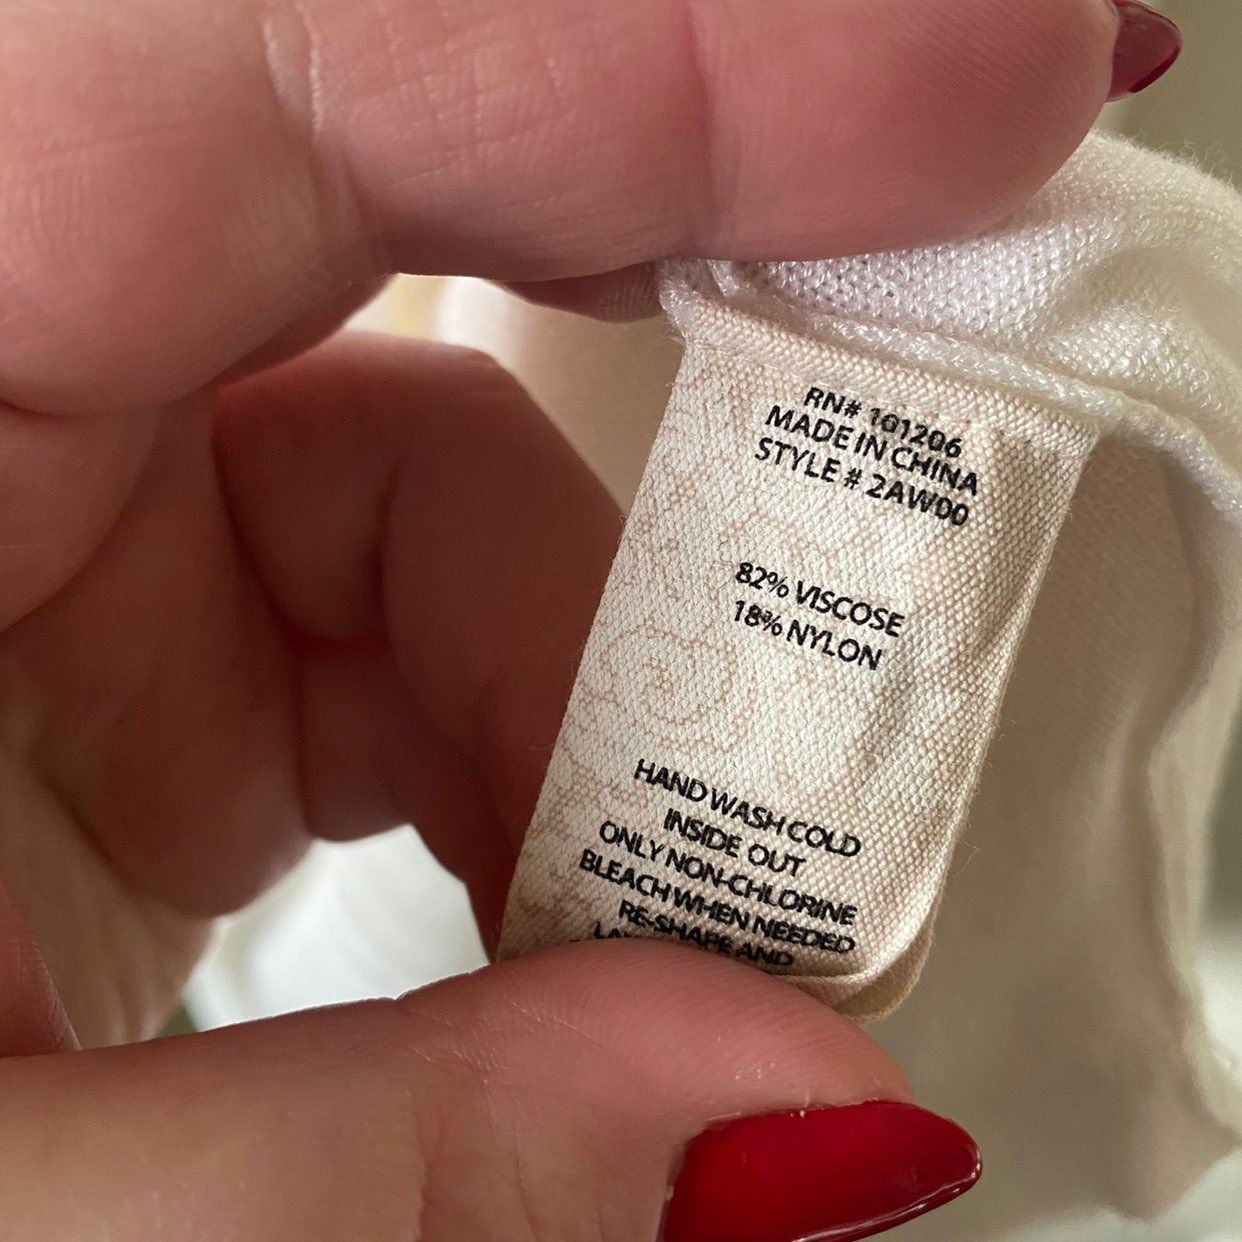 RN# 101206
MADE IN CHINA
STYLE # 2AW00
82% VISCOSE
18% NYLON
HAND WASH COLD
INSIDE OUT
ONLY NON-CHLORINE
BLEACH WHEN NEEDED
RE-SHAPE AND